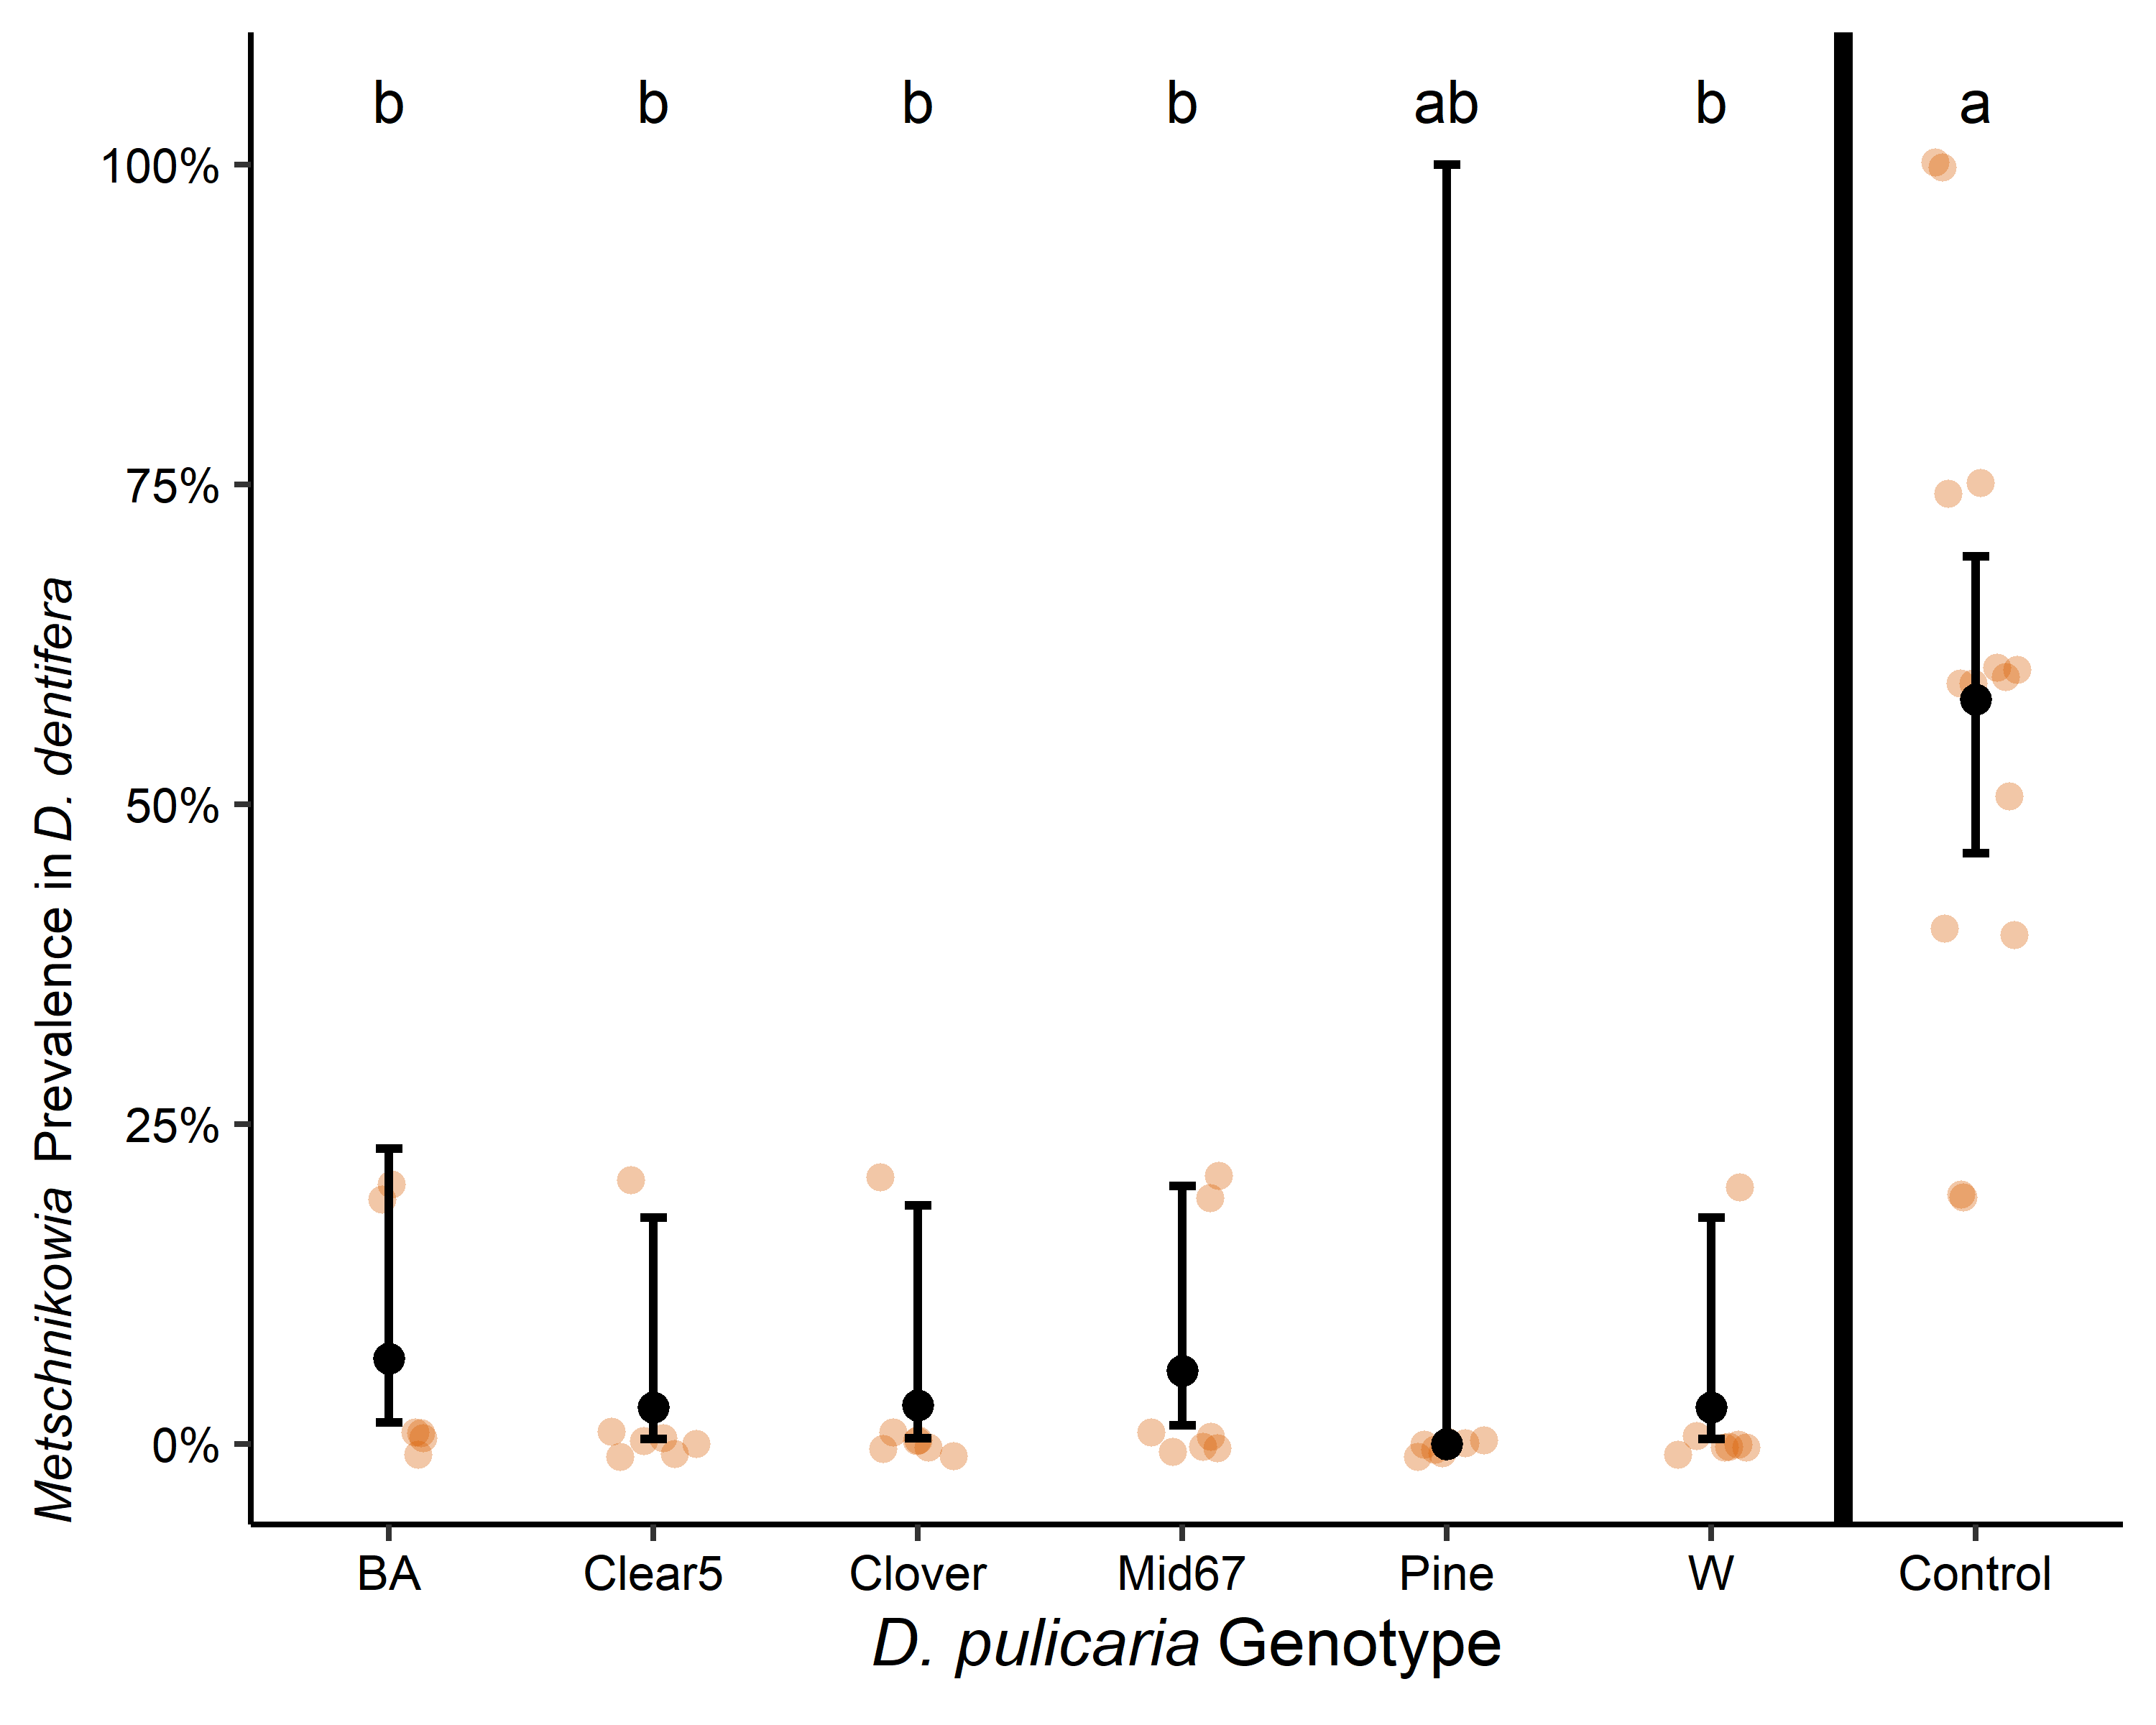 b b b b ab b a
100%
75%
50%
25%
0%
Metschnikowia Prevalence in D. dentifera
BA Clear5 Clover Mid67 Pine W Control
D. pulicaria Genotype